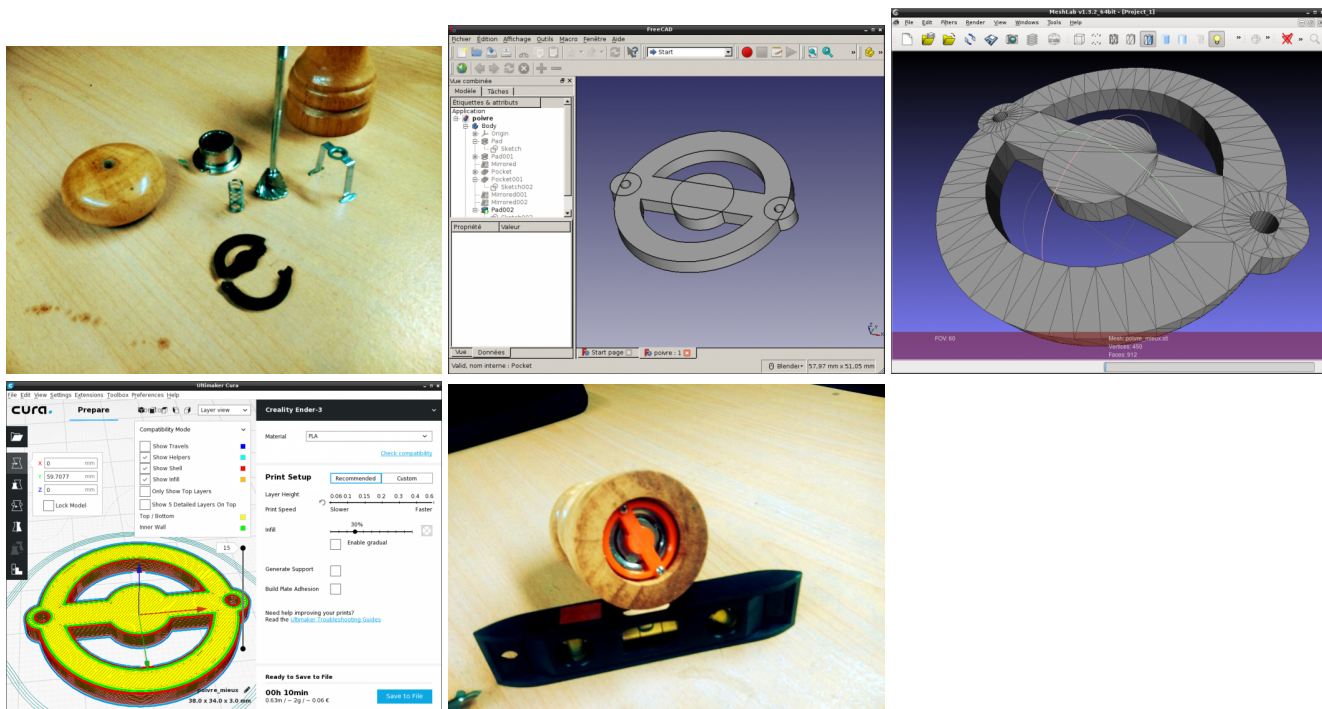 FreeCAD
Fichier Édition Affichage Outils Macro Fenêtre Aide
Start
Vue combinée
Modèle Tâches
Étiquettes & attributs
Application
poivre
Body
Origin
Pad
Sketch
Pad001
Mirrored
Pocket
Pocket001
Sketch002
Mirrored001
Mirrored002
Pad002
Propriété Valeur
Vue Données
Start page
poivre : 1
Valid, nom interne : Pocket
Blender
57,97 mm x 51,05 mm
MeshLab v1.3.2_64bit - [Project_1]
File Edit Filters Render View Windows Tools Help
FOV: 60
Mesh: poivre_mieux.stl
Vertices: 450
Faces: 912
Ultimaker Cura
File Edit View Settings Extensions Toolbox Preferences Help
cura.
Prepare
Layer view
Creality Ender-3
Compatibility Mode
Show Travels
Show Helpers
Show Shell
Show Infill
Only Show Top Layers
Show 5 Detailed Layers On Top
Top / Bottom
Inner Wall
X 0 mm
Y 59.7077 mm
Z 0 mm
Lock Model
15
Material
PLA
Check compatibility
Print Setup
Recommended Custom
Layer Height
0.06 0.1 0.15 0.2 0.3 0.4 0.6
Print Speed
Slower Faster
Infill
30%
Enable gradual
Generate Support
Build Plate Adhesion
Need help improving your prints?
Read the Ultimaker Troubleshooting Guides
poivre_mieux
38.0 x 34.0 x 3.0 mm
Ready to Save to File
00h 10min
0.63m / ~ 2g / ~ 0.06 €
Save to File